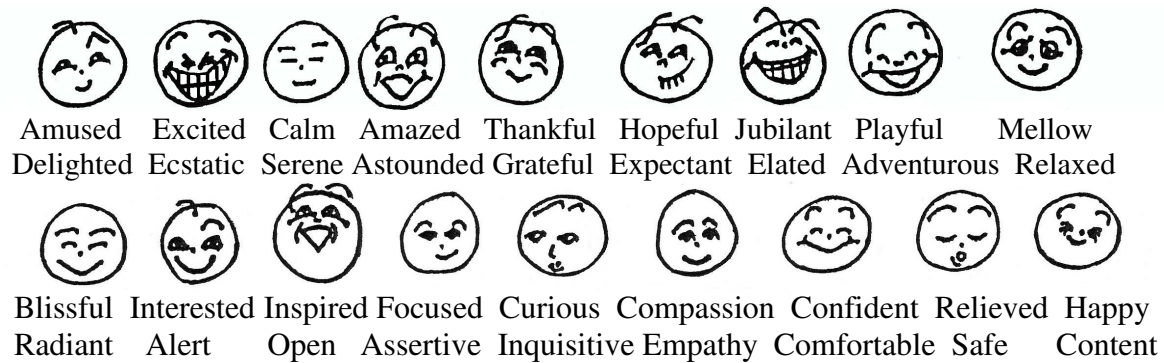 Amused Excited Calm Amazed Thankful Hopeful Jubilant Playful Mellow
Delighted Ecstatic Serene Astounded Grateful Expectant Elated Adventurous Relaxed
Blissful Interested Inspired Focused Curious Compassion Confident Relieved Happy
Radiant Alert Open Assertive Inquisitive Empathy Comfortable Safe Content